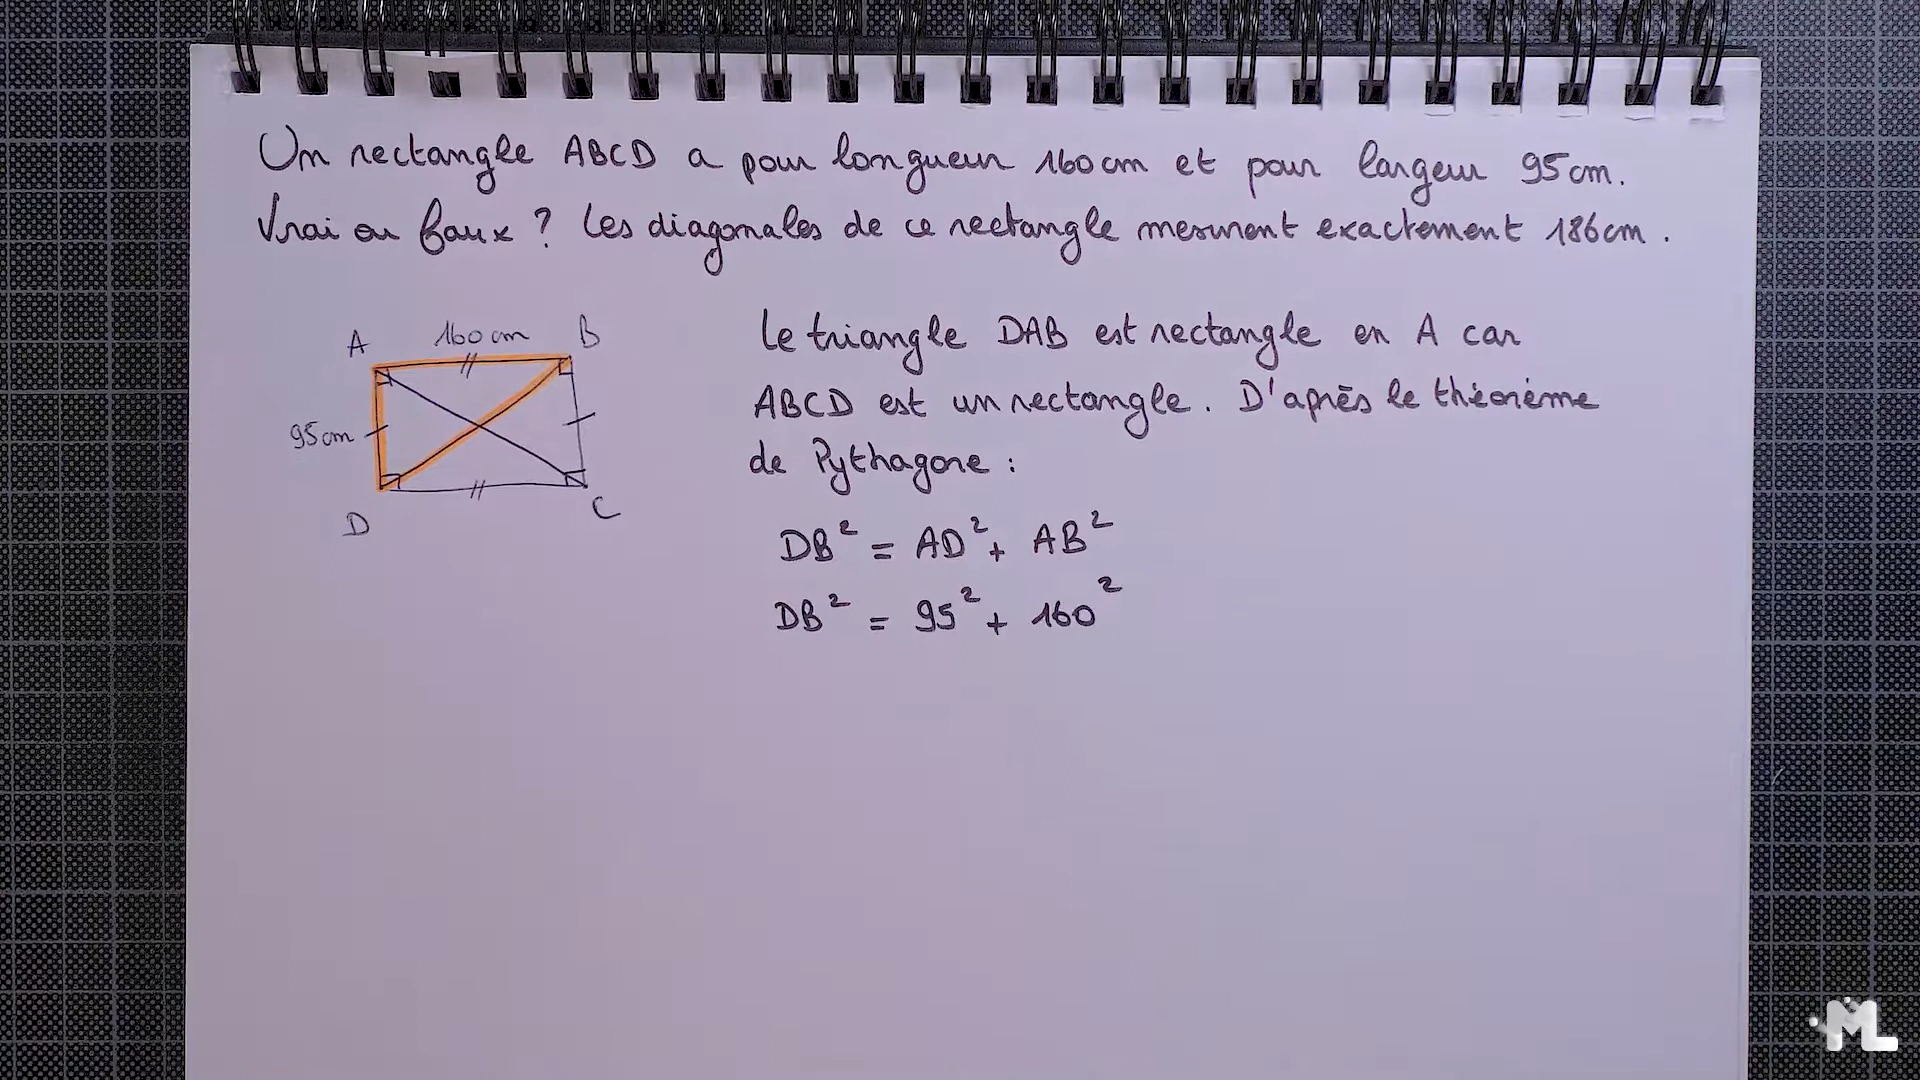 Un rectangle ABCD a pour longueur 160 cm et pour largeur 95 cm.
Vrai ou faux ? Les diagonales de ce rectangle mesurent exactement 186 cm.
A 160 cm B
95 cm
D C
Le triangle DAB est rectangle en A car
ABCD est un rectangle. D'après le théorème
de Pythagore :
DB² = AD² + AB²
DB² = 95² + 160²
ML